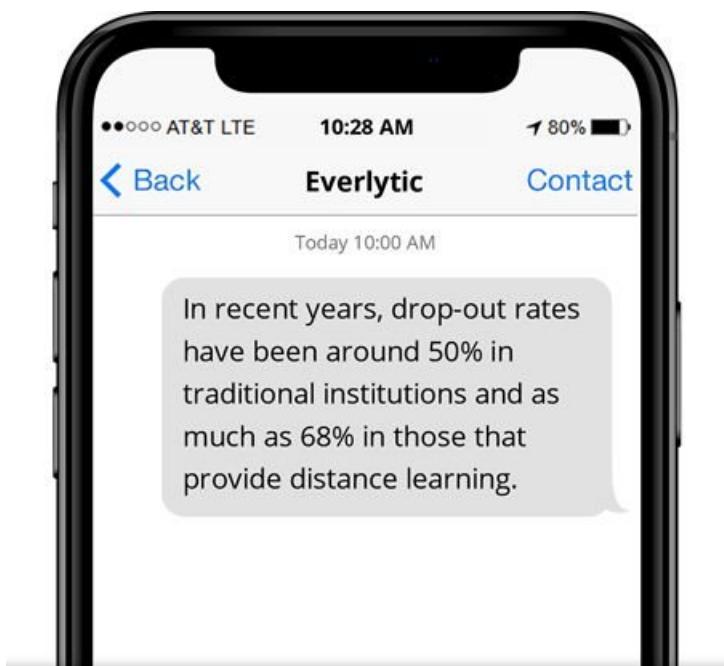 ●●○○○ AT&T LTE 10:28 AM 80%
Back Everlytic Contact
Today 10:00 AM
In recent years, drop-out rates
have been around 50% in
traditional institutions and as
much as 68% in those that
provide distance learning.